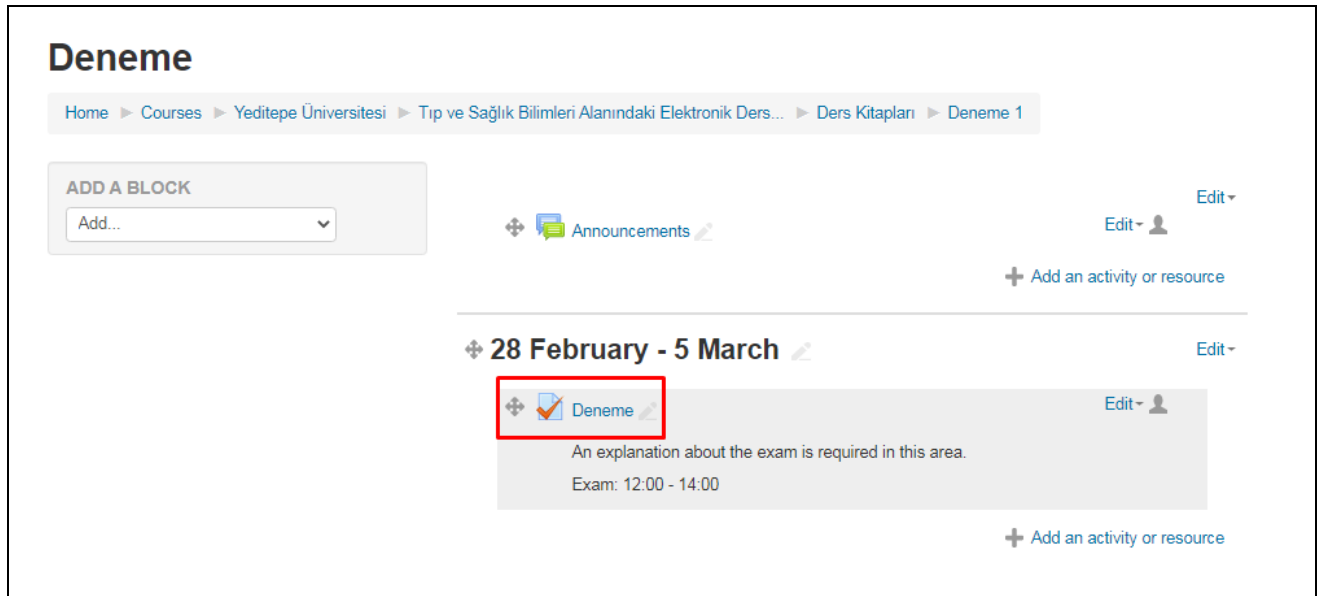 Deneme
Home ► Courses ► Yeditepe Üniversitesi ► Tıp ve Sağlık Bilimleri Alanındaki Elektronik Ders... ► Ders Kitapları ► Deneme 1
ADD A BLOCK
Add...
Edit
Announcements
Edit
Add an activity or resource
28 February - 5 March
Edit
Deneme
Edit
An explanation about the exam is required in this area.
Exam: 12:00 - 14:00
Add an activity or resource